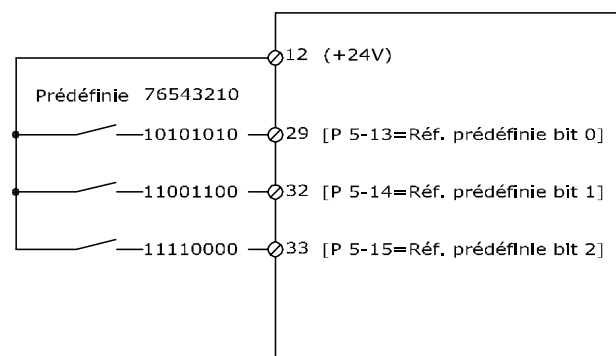 12 (+24V)
Prédéfinie 76543210
10101010 29 [P 5-13=Réf. prédéfinie bit 0]
11001100 32 [P 5-14=Réf. prédéfinie bit 1]
11110000 33 [P 5-15=Réf. prédéfinie bit 2]